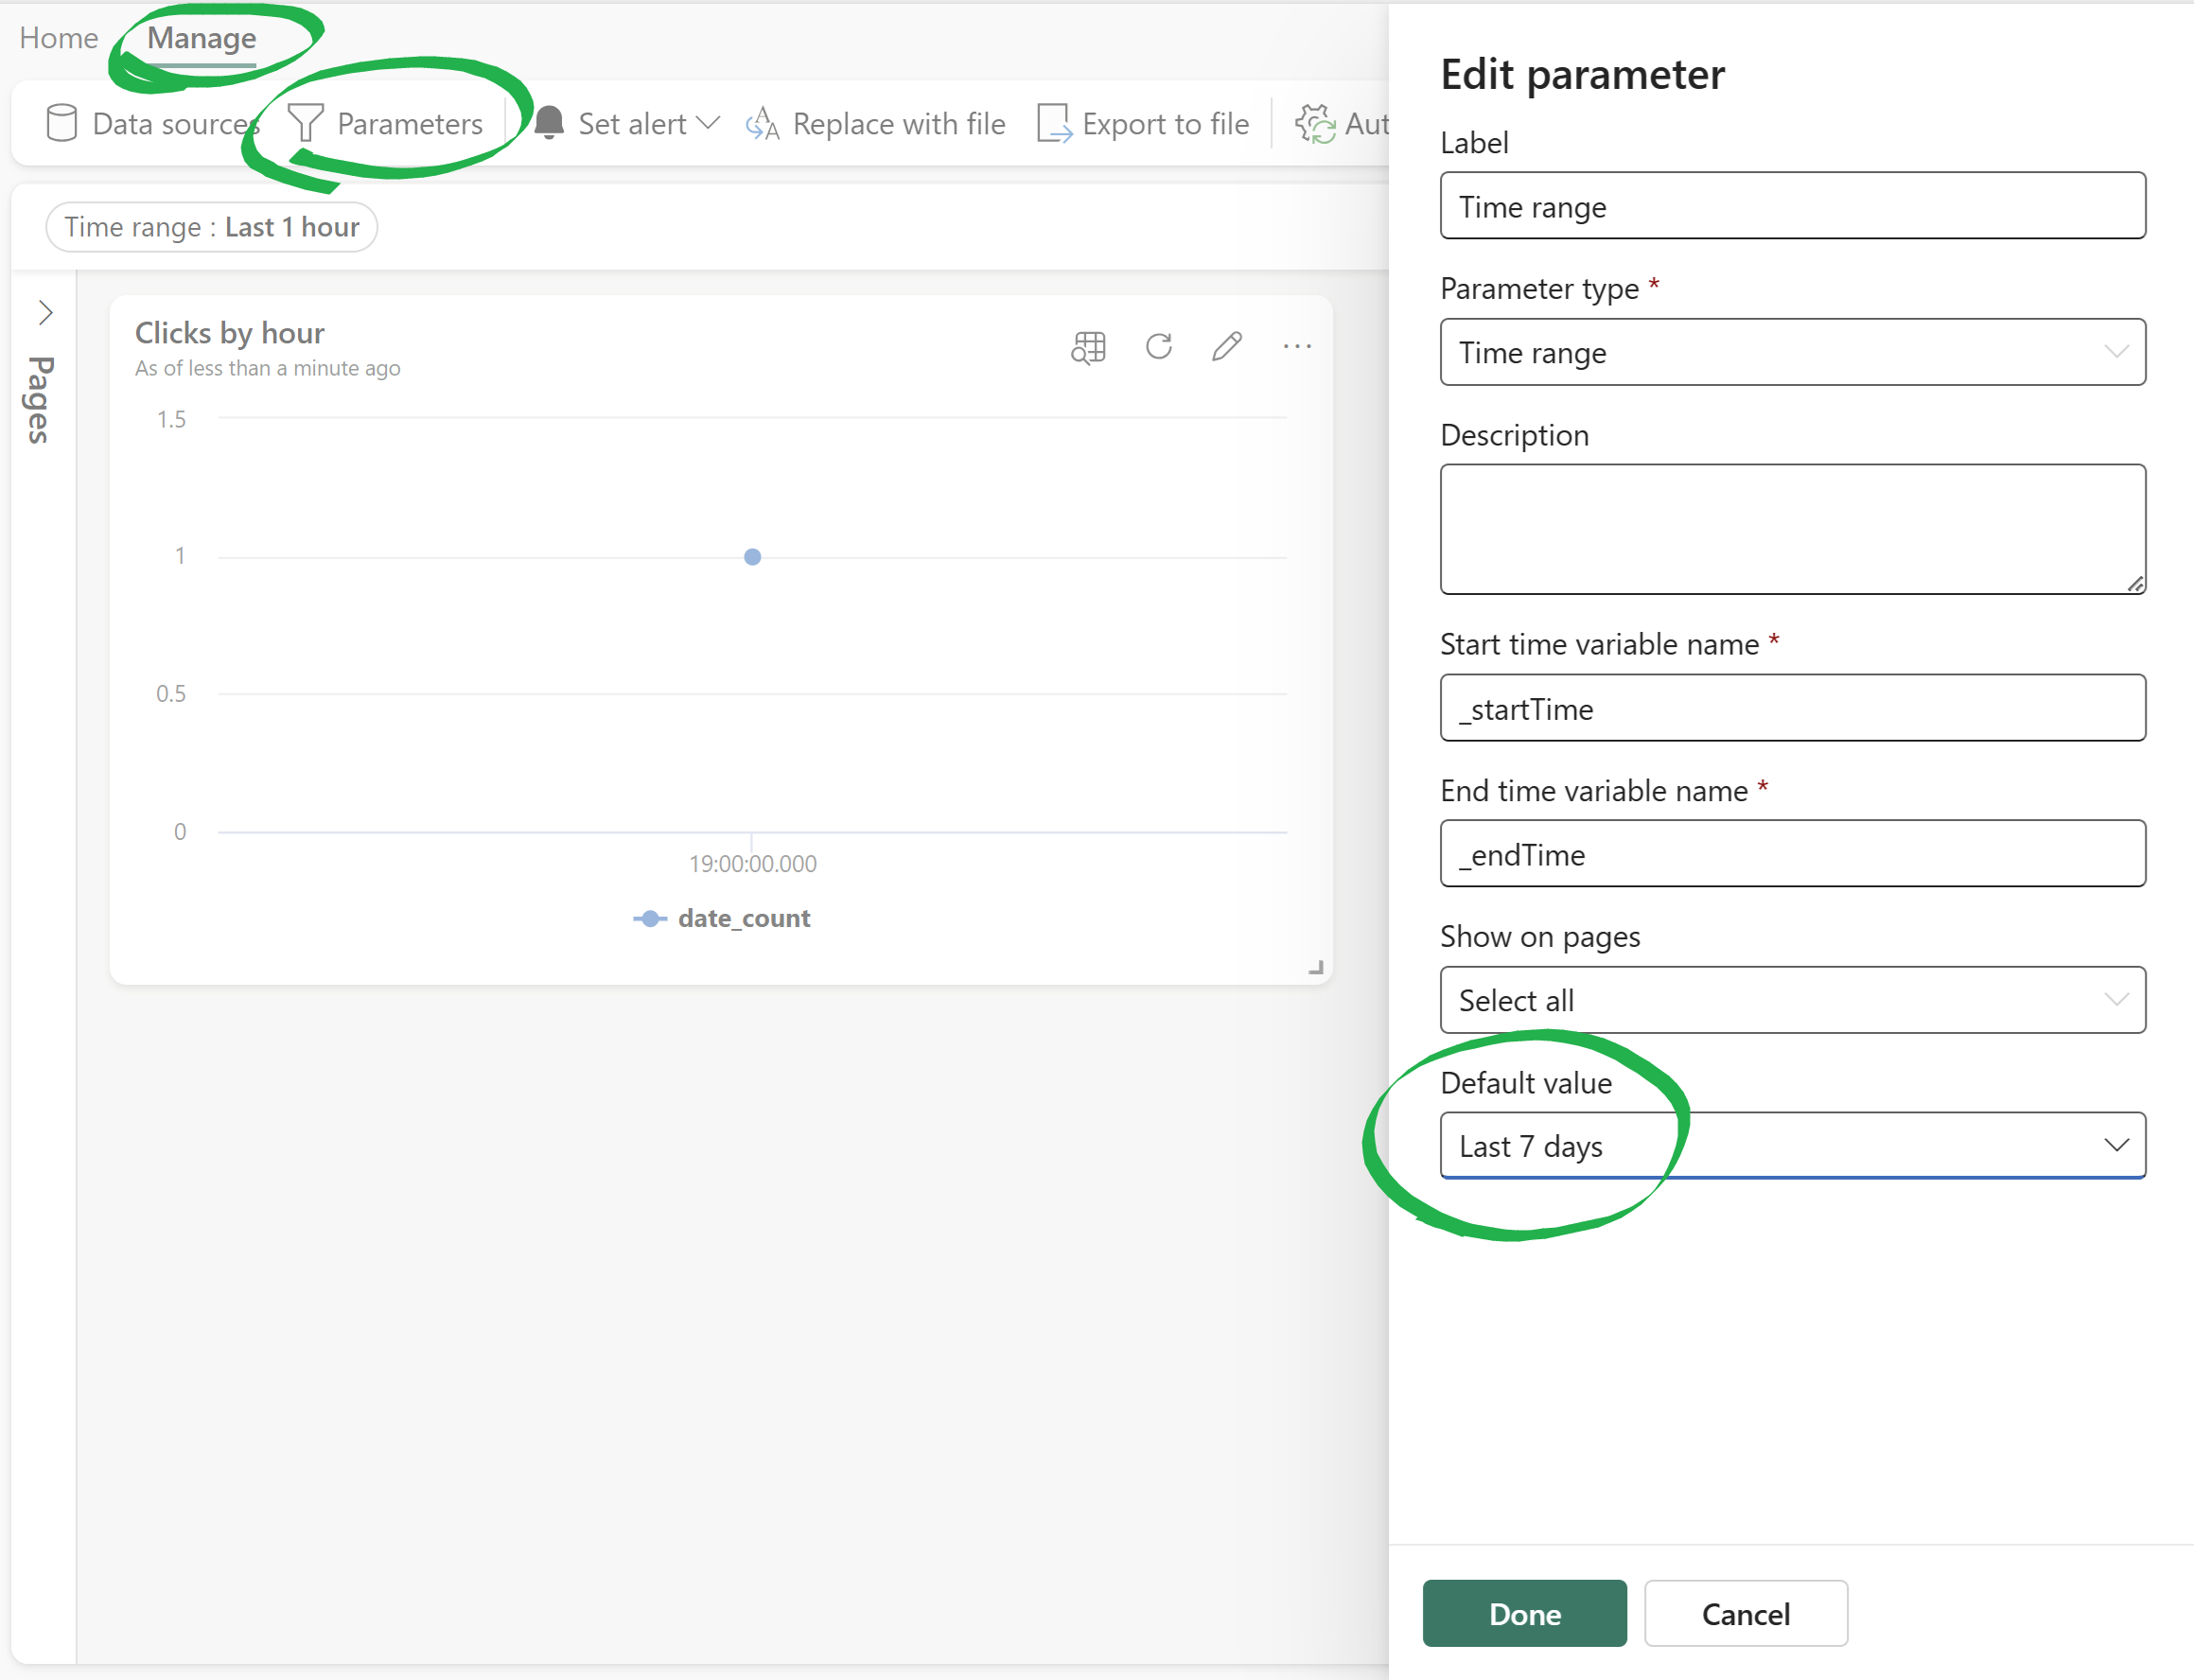 Home Manage
Data sources Parameters Set alert Replace with file Export to file Aut
Time range : Last 1 hour
Pages
Clicks by hour
As of less than a minute ago
1.5
1
0.5
0
19:00:00.000
date_count
Edit parameter
Label
Time range
Parameter type *
Time range
Description
Start time variable name *
_startTime
End time variable name *
_endTime
Show on pages
Select all
Default value
Last 7 days
Done Cancel